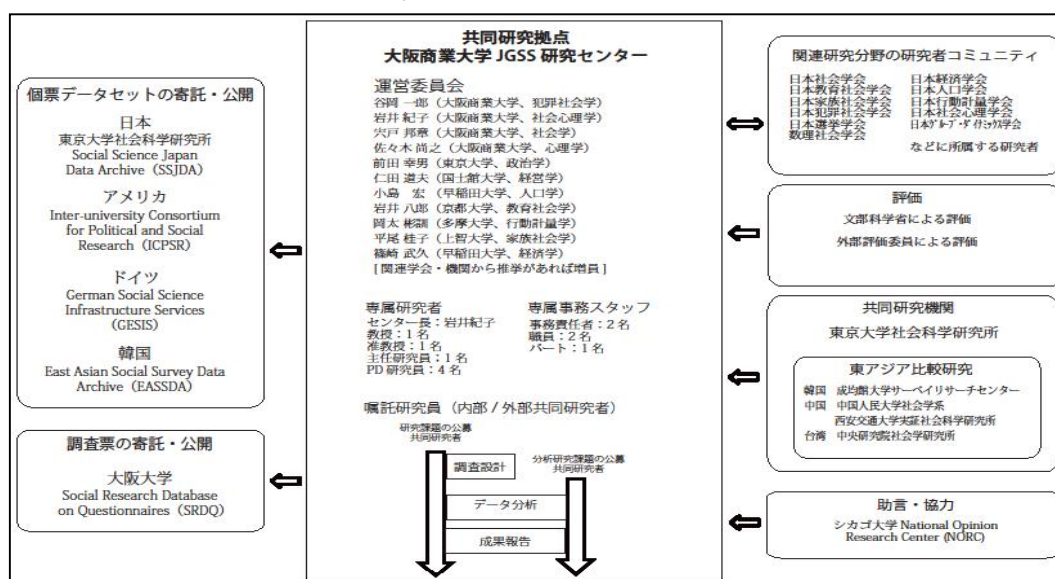 個票データセットの寄託・公開
日本
東京大学社会科学研究所
Social Science Japan
Data Archive (SSJDA)
アメリカ
Inter-university Consortium
for Political and Social
Research (ICPSR)
ドイツ
German Social Science
Infrastructure Services
(GESIS)
韓国
East Asian Social Survey Data
Archive (EASSDA)
調査票の寄託・公開
大阪大学
Social Research Database
on Questionnaires (SRDQ)
共同研究拠点
大阪商業大学 JGSS 研究センター
運営委員会
谷岡 一郎 (大阪商業大学、犯罪社会学)
岩井 紀子 (大阪商業大学、社会心理学)
宍戸 邦章 (大阪商業大学、社会学)
佐々木 尚之 (大阪商業大学、心理学)
前田 幸男 (東京大学、政治学)
仁田 道夫 (国士舘大学、経営学)
小島 宏 (早稲田大学、人口学)
岩井 八郎 (京都大学、教育社会学)
岡太 彬訓 (多摩大学、行動計量学)
平尾 桂子 (上智大学、家族社会学)
篠崎 武久 (早稲田大学、経済学)
[ 関連学会・機関から推挙があれば増員 ]
専属研究者
センター長：岩井紀子
教授：1 名
准教授：1 名
主任研究員：1 名
PD 研究員：4 名
専属事務スタッフ
事務責任者：2 名
職員：2 名
パート：1 名
嘱託研究員 (内部 / 外部共同研究者)
研究課題の公募
共同研究者
分析研究課題の公募
共同研究者
調査設計
データ分析
成果報告
関連研究分野の研究者コミュニティ
日本社会学会 日本経済学会
日本教育社会学会 日本人口学会
日本家族社会学会 日本行動計量学会
日本犯罪社会学会 日本社会心理学会
日本選挙学会 日本グループ・ダイナミックス学会
数理社会学会
などに所属する研究者
評価
文部科学省による評価
外部評価委員による評価
共同研究機関
東京大学社会科学研究所
東アジア比較研究
韓国 成均館大学サーベイリサーチセンター
中国 中国人民大学社会学系
西安交通大学実証社会科学研究所
台湾 中央研究院社会学研究所
助言・協力
シカゴ大学 National Opinion
Research Center (NORC)